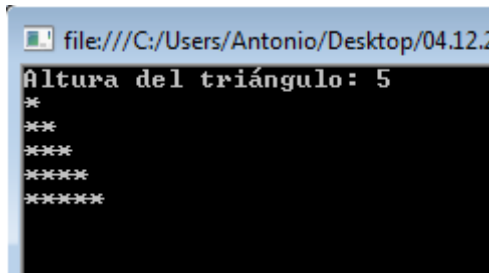 file:///C:/Users/Antonio/Desktop/04.12.2
Altura del triángulo: 5
*
**
***
****
*****